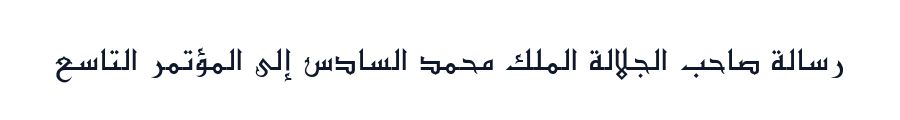 رسالة صاحب الجلالة الملك محمد السادس إلى المؤتمر التاسع